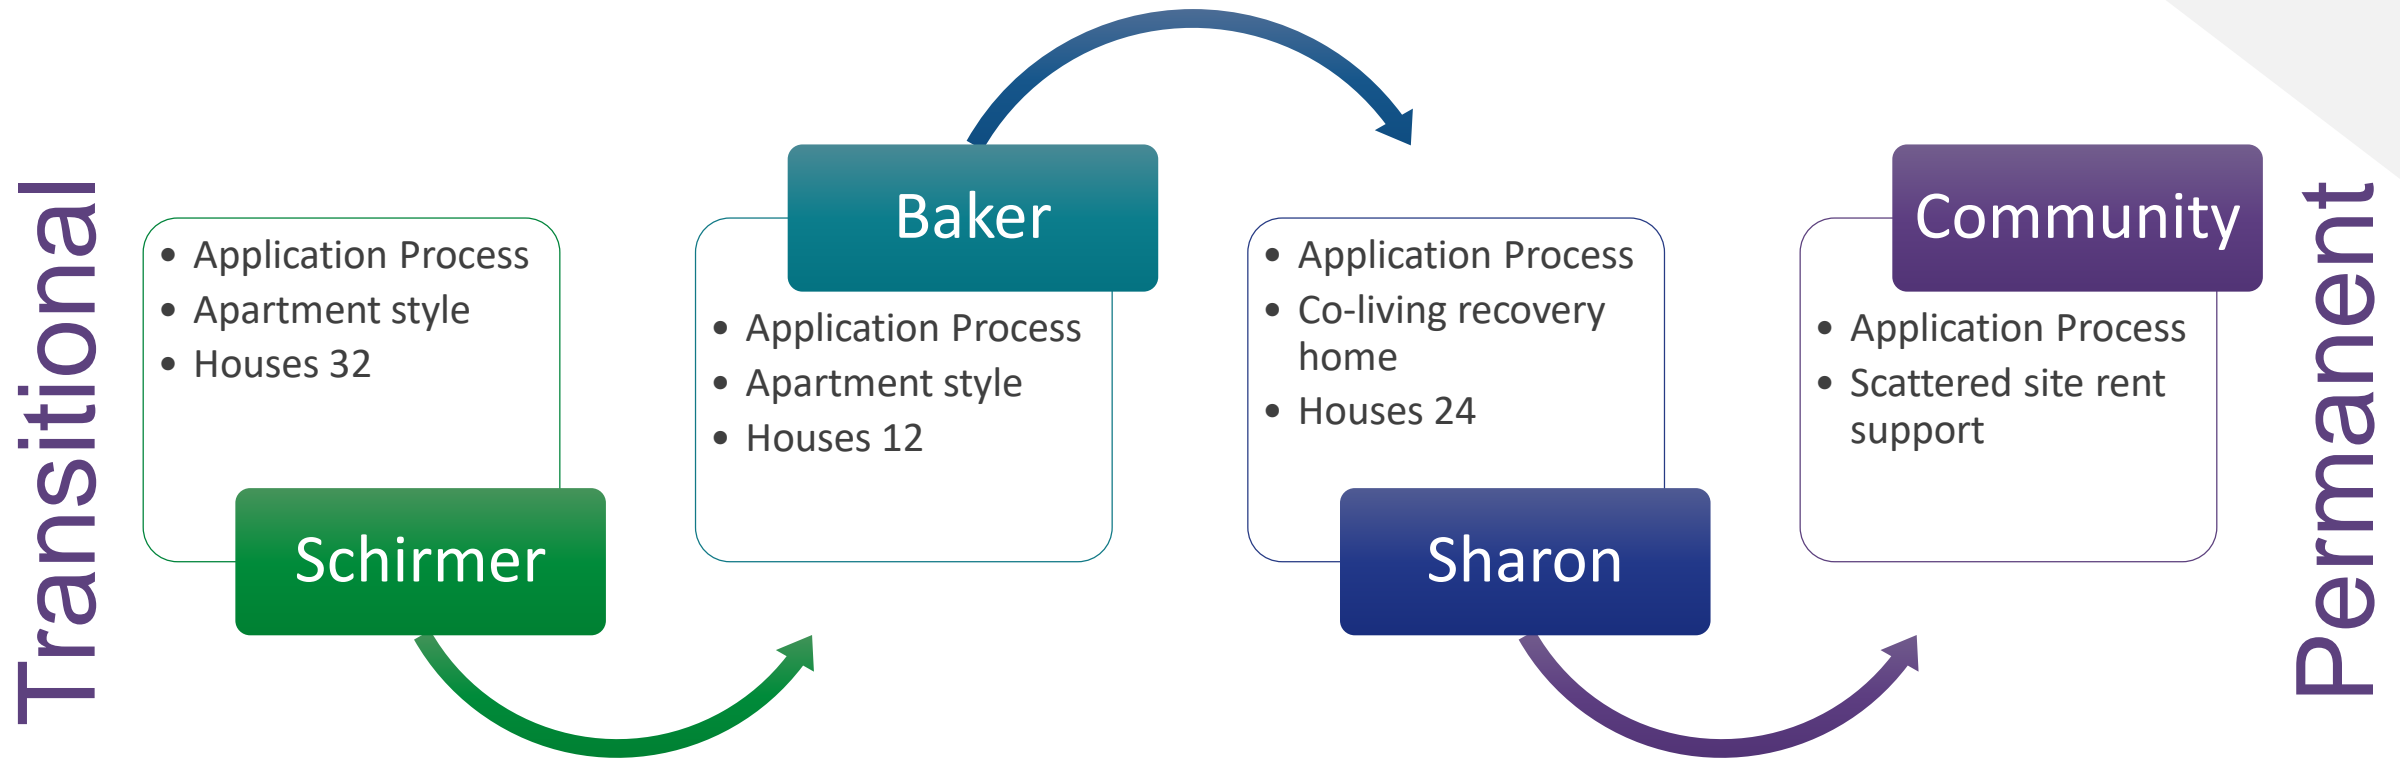 Transitional
• Application Process
• Apartment style
• Houses 32
Schirmer
Baker
• Application Process
• Apartment style
• Houses 12
• Application Process
• Co-living recovery
home
• Houses 24
Sharon
Community
• Application Process
• Scattered site rent
support
Permanent